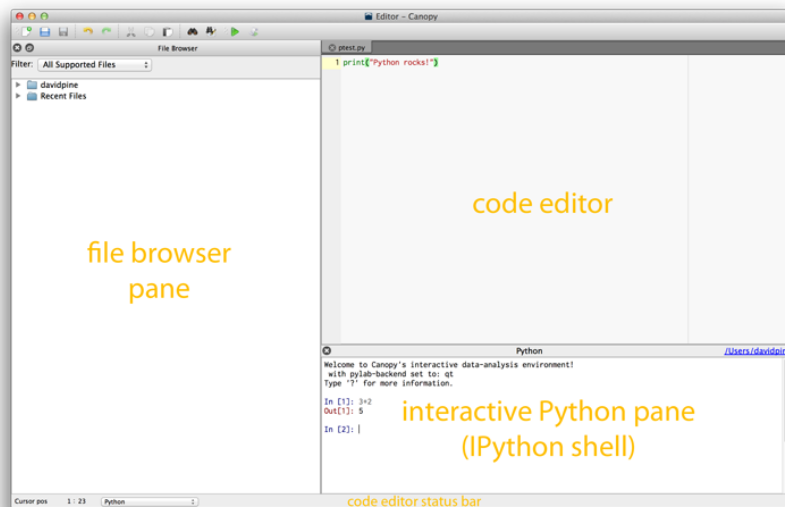 Editor - Canopy
File Browser
Filter: All Supported Files
davidpine
Recent Files
file browser
pane
ptest.py
1 print("Python rocks!")
code editor
Python
/Users/davidpin
Welcome to Canopy's interactive data-analysis environment!
with pylab-backend set to: qt
Type '?' for more information.
In [1]: 3+2
Out[1]: 5
In [2]:
interactive Python pane
(IPython shell)
Cursor pos 1 : 23 Python
code editor status bar